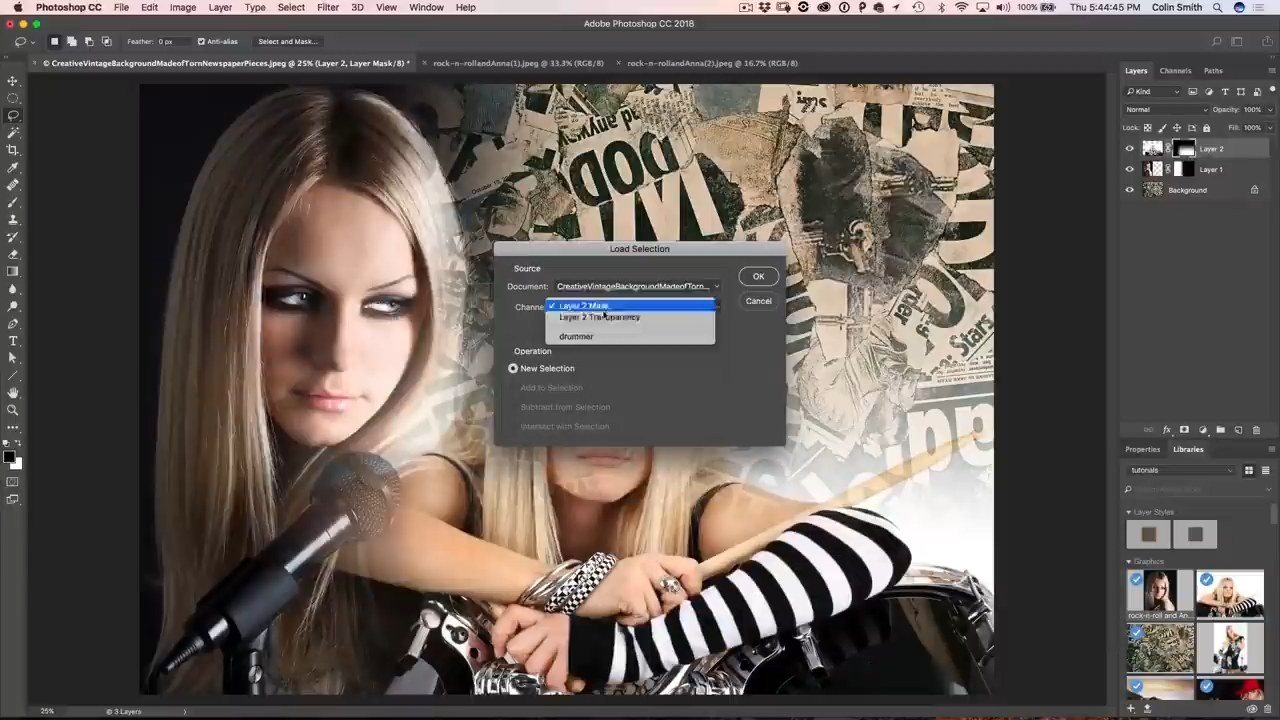 Photoshop CC File Edit Image Layer Type Select Filter 3D View Window Help 100% Thu 5:44:45 PM Colin Smith
Adobe Photoshop CC 2018
Feather: 0 px Anti-alias Select and Mask...
© CreativeVintageBackgroundMadeofTornNewspaperPieces.jpeg @ 25% (Layer 2, Layer Mask/8) * rock-n-rollandAnna(1).jpeg @ 33.3% (RGB/8) rock-n-rollandAnna(2).jpeg @ 16.7% (RGB/8)
Layers Channels Paths
Kind
Normal Opacity: 100%
Lock: Fill: 100%
Layer 2
Layer 1
Background
Load Selection
Source
Document: CreativeVintageBackgroundMadeofTorn...
Channe Layer 2 Mask
Layer 2 Transparency
drummer
Operation
New Selection
Add to Selection
Subtract from Selection
Intersect with Selection
OK
Cancel
Properties Libraries
tutorials
Layer Styles
Graphics
rock-n-roll and An...
25% © 3 Layers